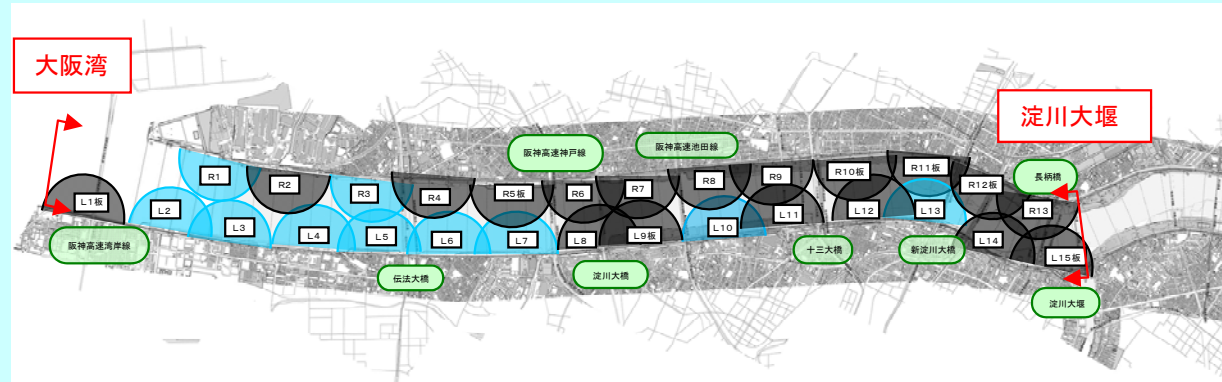 大阪湾
淀川大堰
阪神高速神戸線
阪神高速池田線
長柄橋
R1
R2
R3
R4
R5板
R6
R7
R8
R9
R10板
R11板
R12板
R13
L1板
L2
L3
L4
L5
L6
L7
L8
L9板
L10
L11
L12
L13
L14
L15板
阪神高速湾岸線
伝法大橋
淀川大橋
十三大橋
新淀川大橋
淀川大堰